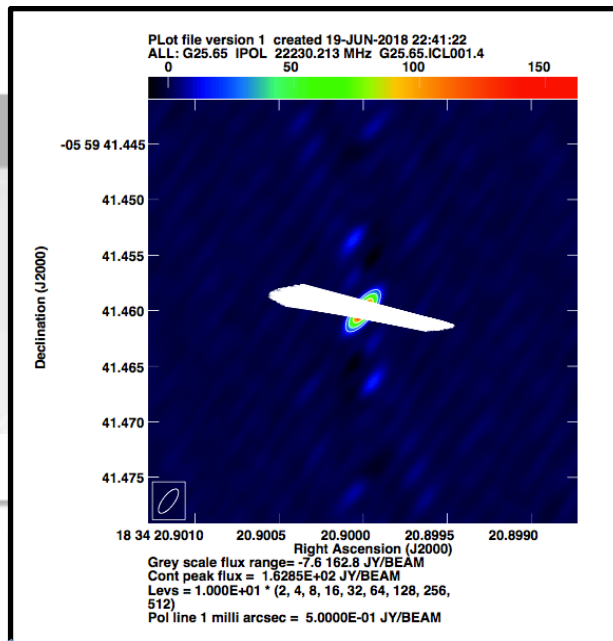 PLot file version 1 created 19-JUN-2018 22:41:22
ALL: G25.65 IPOL 22230.213 MHz G25.65.ICL001.4
0 50 100 150
-05 59 41.445
41.450
41.455
41.460
41.465
41.470
41.475
Declination (J2000)
18 34 20.9010 20.9005 20.9000 20.8995 20.8990
Right Ascension (J2000)
Grey scale flux range= -7.6 162.8 JY/BEAM
Cont peak flux = 1.6285E+02 JY/BEAM
Levs = 1.000E+01 * (2, 4, 8, 16, 32, 64, 128, 256,
512)
Pol line 1 milli arcsec = 5.0000E-01 JY/BEAM